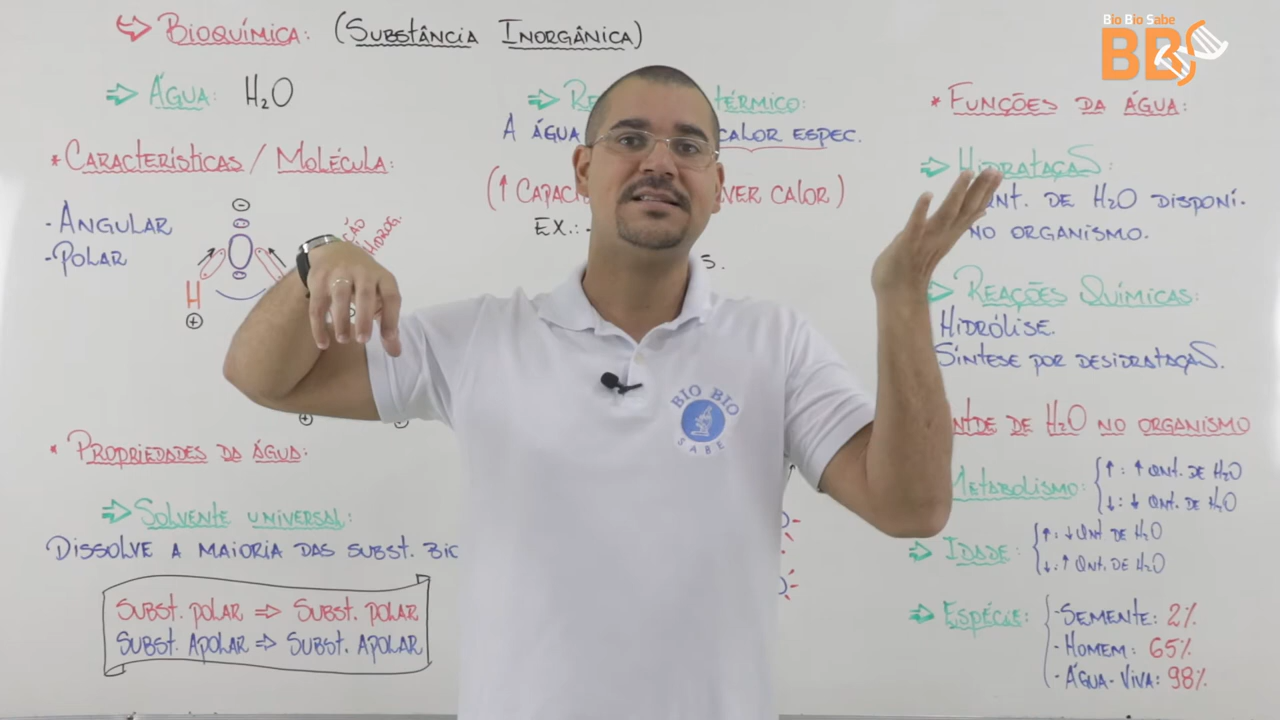 Bio Bio Sabe
BBS
Bioquímica: (Substância Inorgânica)
Água: H₂O
* Características / Molécula:
- Angular
- Polar
H
* Propriedades da Água:
Solvente universal:
Dissolve a maioria das subst.
Subst. polar ⇒ Subst. polar
Subst. apolar ⇒ Subst. apolar
térmico:
A água calor espec.
(↑ ver calor)
Ex.: -
BIO BIO
SABE
* Funções da água:
Hidratação:
de H₂O disponí-
no organismo.
Reações Químicas:
Hidrólise.
Síntese por desidratação.
de H₂O no organismo
Metabolismo: ↑: ↑ Qnt. de H₂O
↓: ↓ Qnt. de H₂O
Idade: ↑: ↓ Qnt de H₂O
↓: ↑ Qnt. de H₂O
Espécie: - Semente: 2%
- Homem: 65%
- Água-Viva: 98%